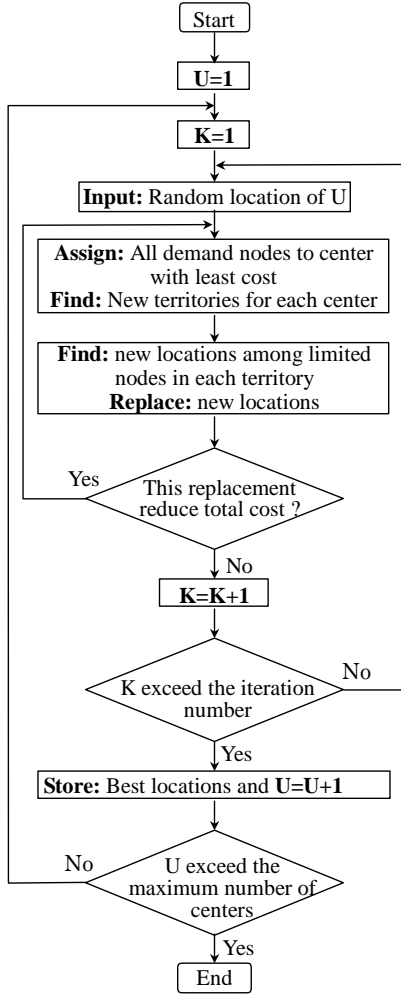 Start
U=1
K=1
Input: Random location of U
Assign: All demand nodes to center
with least cost
Find: New territories for each center
Find: new locations among limited
nodes in each territory
Replace: new locations
Yes
This replacement
reduce total cost ?
No
K=K+1
No
K exceed the iteration
number
Yes
Store: Best locations and U=U+1
No
U exceed the
maximum number of
centers
Yes
End